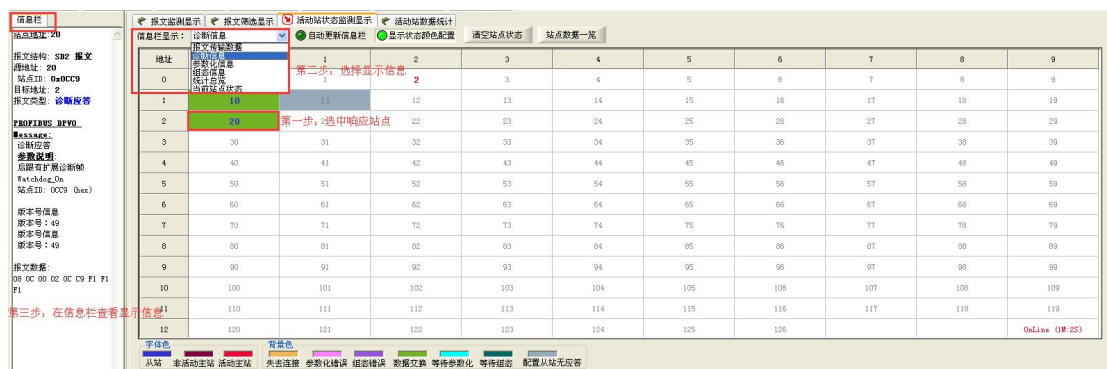 信息栏
站点地址:20
报文结构: SD2 报文
源地址: 20
站点ID: 0x0CC9
目标地址: 2
报文类型: 诊断应答
PROFIBUS DPV0
Message:
诊断应答
参数说明:
后跟有扩展诊断帧
Watchdog_On
站点ID: 0CC9 (hex)
版本号信息
版本号:49
版本号信息
版本号:49
报文数据:
08 0C 00 02 0C C9 F1 F1
F1
第三步:在信息栏查看显示信息
报文监测显示 报文筛选显示 活动站状态监测显示 活动站数据统计
信息栏显示: 诊断信息 自动更新信息栏 显示状态颜色配置 清空站点状态 站点数据一览
报文传输数据
诊断信息
参数化信息
组态信息
统计总览
当前站点状态
第二步:选择显示信息
第一步:选中响应站点
地址 1 2 3 4 5 6 7 8 9
0 1 2 3 4 5 6 7 8 9
1 10 11 12 13 14 15 16 17 18 19
2 20 22 23 24 25 26 27 28 29
3 30 31 32 33 34 35 36 37 38 39
4 40 41 42 43 44 45 46 47 48 49
5 50 51 52 53 54 55 56 57 58 59
6 60 61 62 63 64 65 66 67 68 69
7 70 71 72 73 74 75 76 77 78 79
8 80 81 82 83 84 85 86 87 88 89
9 90 91 92 93 94 95 96 97 98 99
10 100 101 102 103 104 105 106 107 108 109
11 110 111 112 113 114 115 116 117 118 119
12 120 121 122 123 124 125 126 OnLine (1M:2S)
字体色 背景色
从站 非活动主站 活动主站 失去连接 参数化错误 组态错误 数据交换 等待参数化 等待组态 配置从站无应答